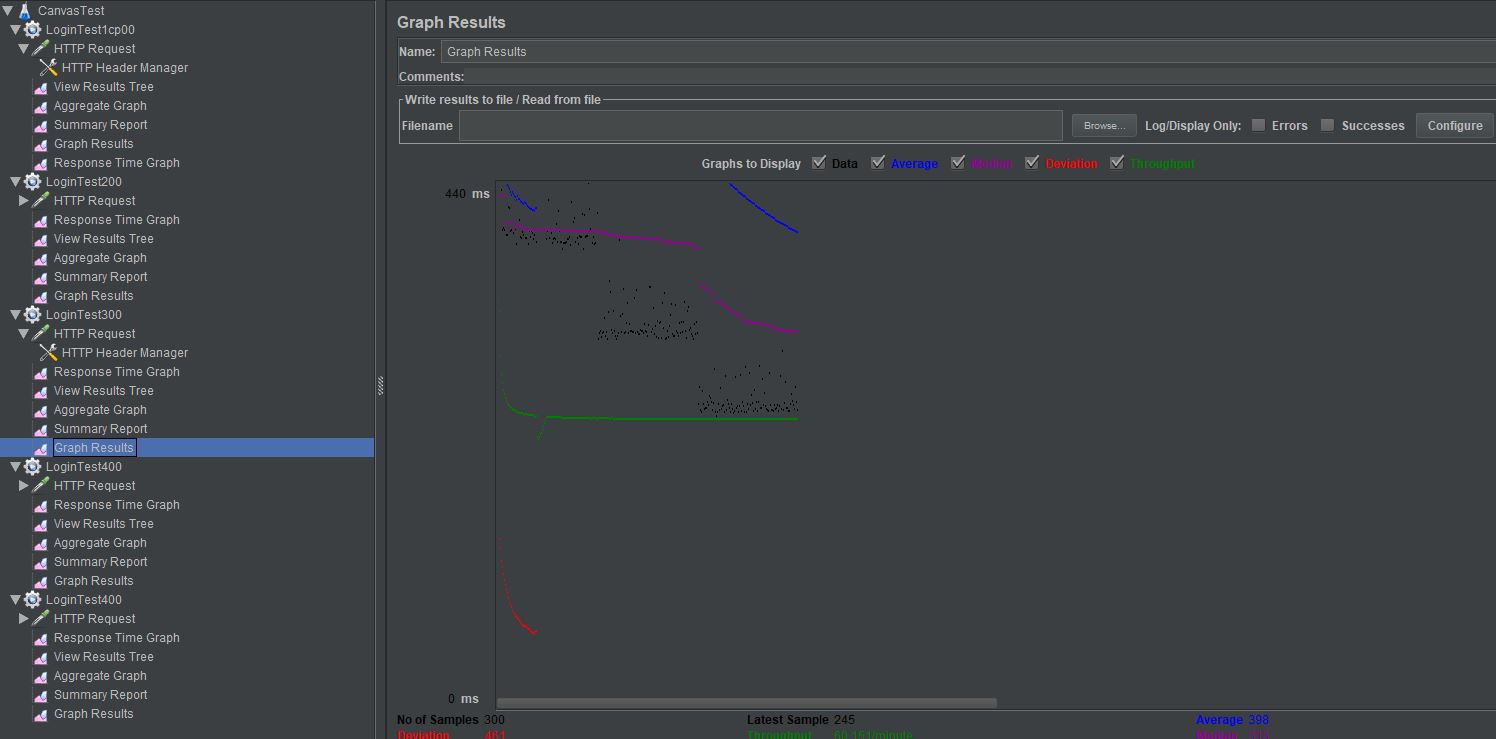 CanvasTest
LoginTest1cp00
HTTP Request
HTTP Header Manager
View Results Tree
Aggregate Graph
Summary Report
Graph Results
Response Time Graph
LoginTest200
HTTP Request
Response Time Graph
View Results Tree
Aggregate Graph
Summary Report
Graph Results
LoginTest300
HTTP Request
HTTP Header Manager
Response Time Graph
View Results Tree
Aggregate Graph
Summary Report
Graph Results
LoginTest400
HTTP Request
Response Time Graph
View Results Tree
Aggregate Graph
Summary Report
Graph Results
LoginTest400
HTTP Request
Response Time Graph
View Results Tree
Aggregate Graph
Summary Report
Graph Results
Graph Results
Name: Graph Results
Comments:
Write results to file / Read from file
Filename Browse... Log/Display Only: Errors Successes Configure
Graphs to Display Data Average Median Deviation Throughput
440 ms
0 ms
No of Samples 300 Latest Sample 245 Average 398
Deviation 461 Throughput 60.151/minute Median